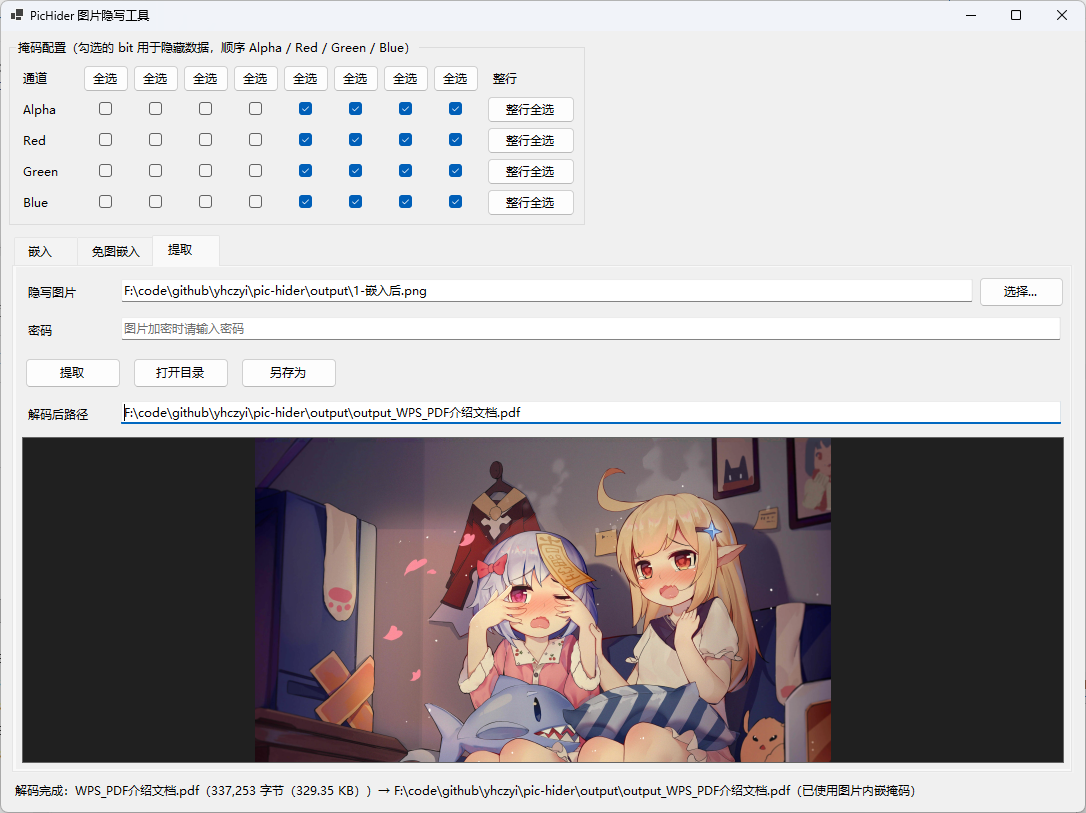 PicHider 图片隐写工具
掩码配置（勾选的 bit 用于隐藏数据，顺序 Alpha / Red / Green / Blue）
通道 全选 全选 全选 全选 全选 全选 全选 全选 整行
Alpha 整行全选
Red 整行全选
Green 整行全选
Blue 整行全选
嵌入 免图嵌入 提取
隐写图片 F:\code\github\yhczyi\pic-hider\output\1-嵌入后.png 选择...
密码 图片加密时请输入密码
提取 打开目录 另存为
解码后路径 F:\code\github\yhczyi\pic-hider\output\output_WPS_PDF介绍文档.pdf
解码完成：WPS_PDF介绍文档.pdf（337,253 字节（329.35 KB））→ F:\code\github\yhczyi\pic-hider\output\output_WPS_PDF介绍文档.pdf（已使用图片内嵌掩码）